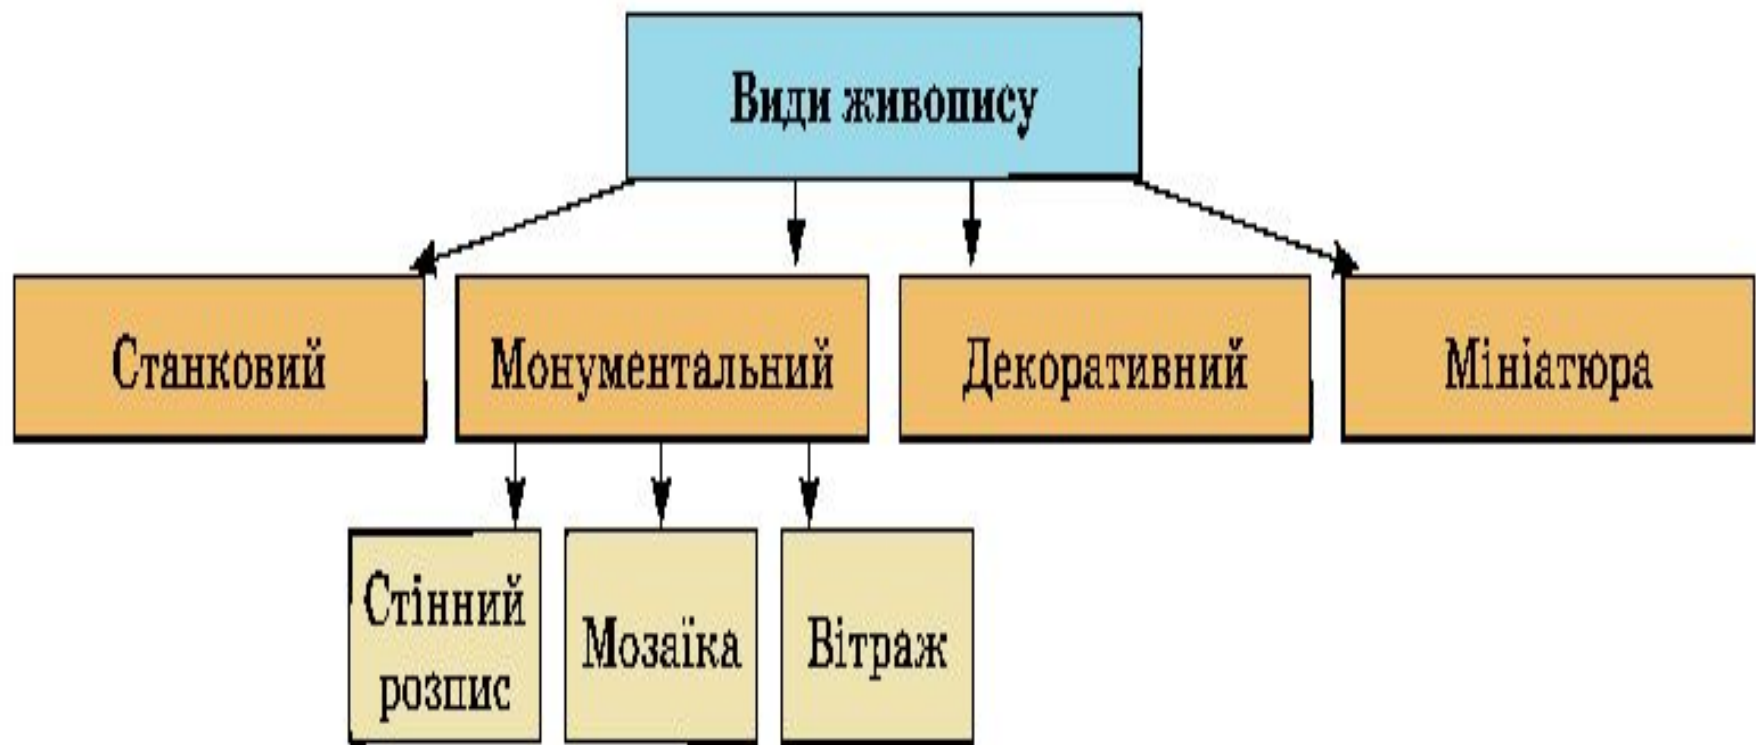 Види живопису
Станковий
Монументальний
Декоративний
Мініатюра
Стінний
розпис
Мозаїка
Вітраж